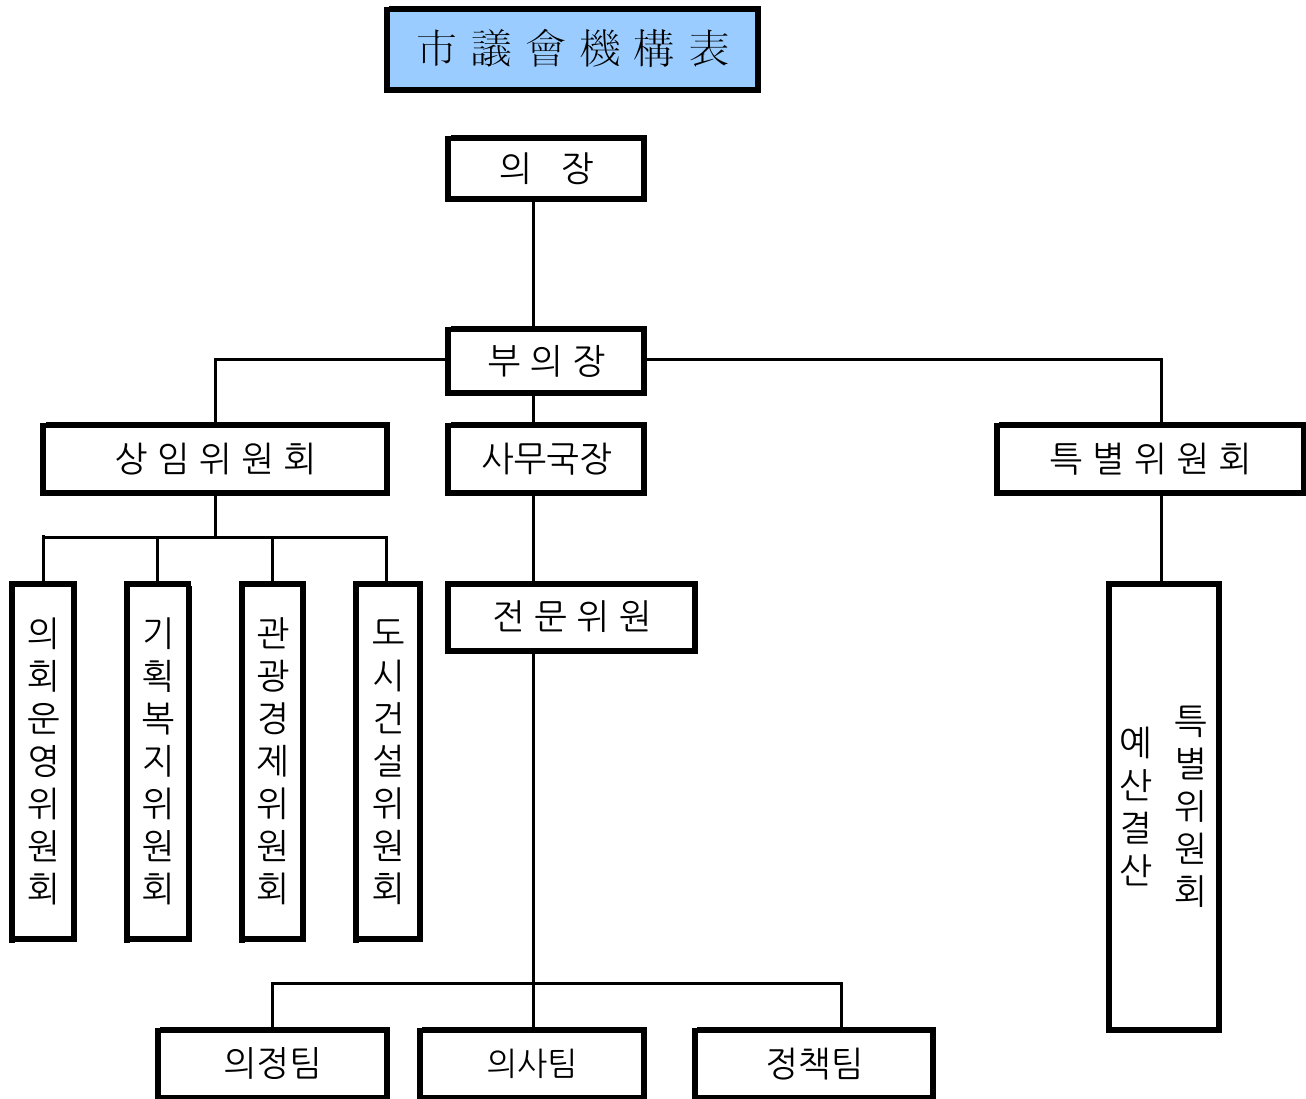 市議會機構表
의 장
부의장
상임위원회
사무국장
특별위원회
의회운영위원회
기획복지위원회
관광경제위원회
도시건설위원회
전문위원
예산결산
특별위원회
의정팀
의사팀
정책팀